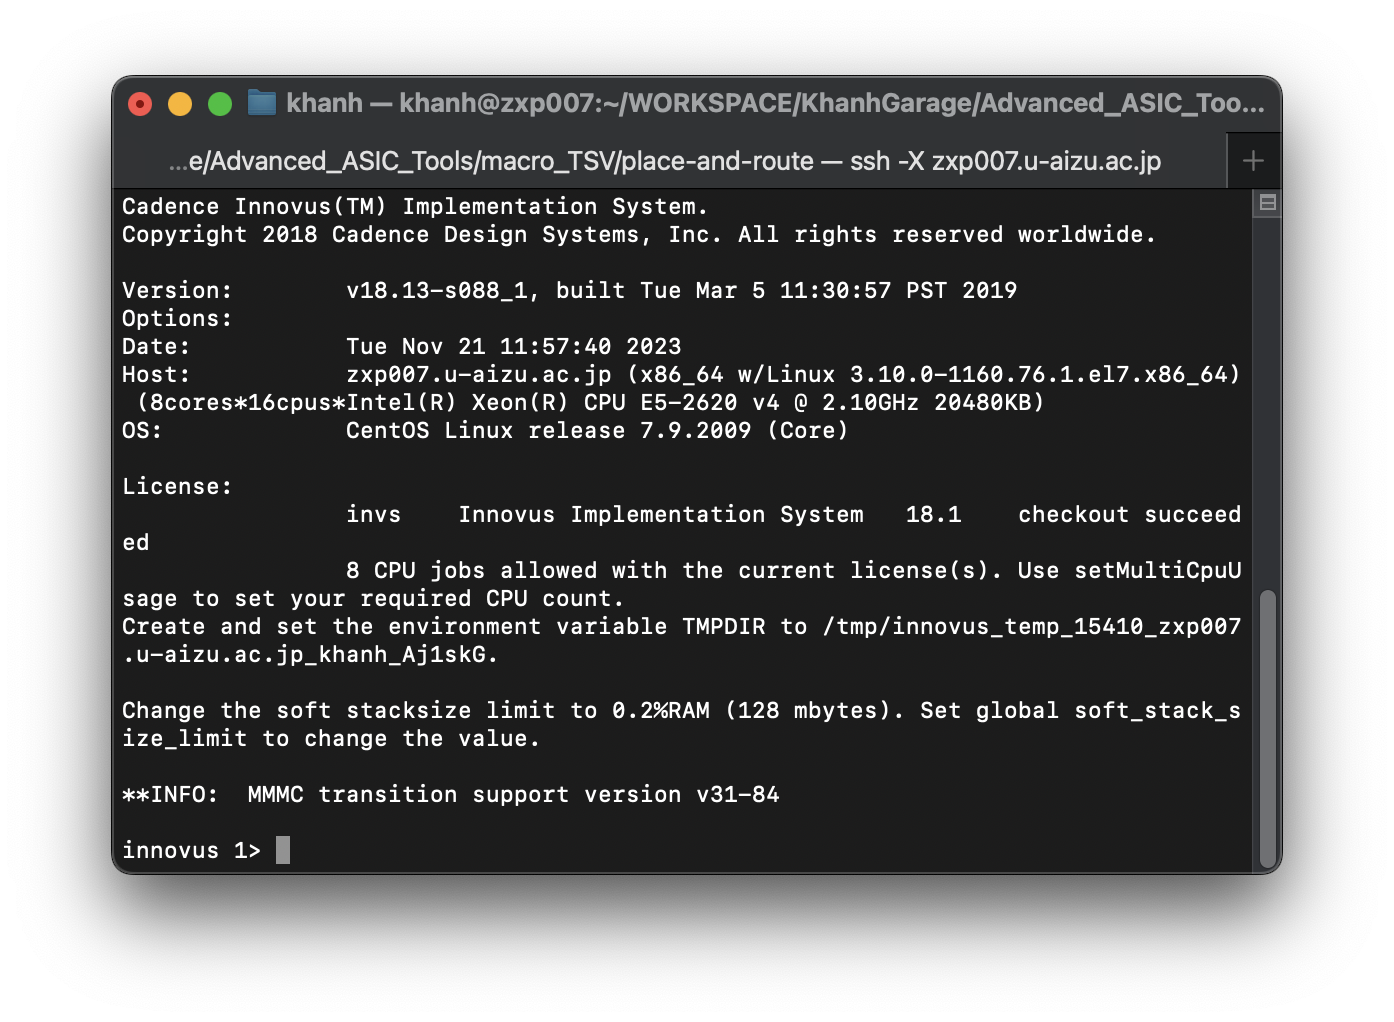 khanh — khanh@zxp007:~/WORKSPACE/KhanhGarage/Advanced_ASIC_Too...
...e/Advanced_ASIC_Tools/macro_TSV/place-and-route — ssh -X zxp007.u-aizu.ac.jp
Cadence Innovus(TM) Implementation System.
Copyright 2018 Cadence Design Systems, Inc. All rights reserved worldwide.
Version:        v18.13-s088_1, built Tue Mar 5 11:30:57 PST 2019
Options:
Date:           Tue Nov 21 11:57:40 2023
Host:           zxp007.u-aizu.ac.jp (x86_64 w/Linux 3.10.0-1160.76.1.el7.x86_64)
 (8cores*16cpus*Intel(R) Xeon(R) CPU E5-2620 v4 @ 2.10GHz 20480KB)
OS:             CentOS Linux release 7.9.2009 (Core)
License:
                invs    Innovus Implementation System   18.1    checkout succeed
ed
                8 CPU jobs allowed with the current license(s). Use setMultiCpuU
sage to set your required CPU count.
Create and set the environment variable TMPDIR to /tmp/innovus_temp_15410_zxp007
.u-aizu.ac.jp_khanh_Aj1skG.
Change the soft stacksize limit to 0.2%RAM (128 mbytes). Set global soft_stack_s
ize_limit to change the value.
**INFO:  MMMC transition support version v31-84
innovus 1>